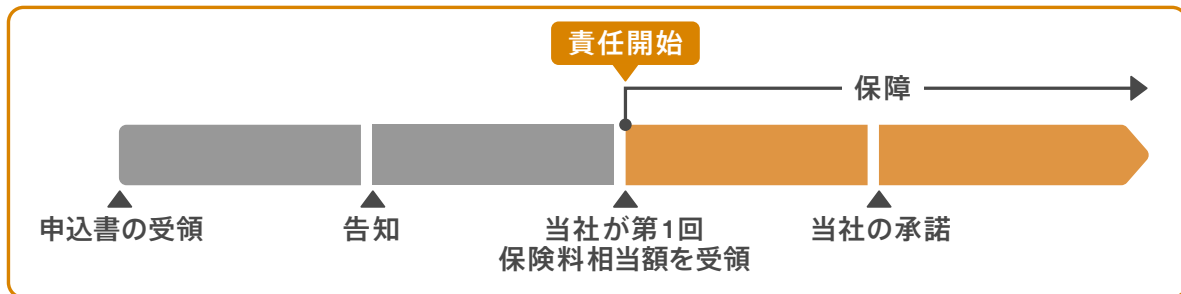 責任開始
保障
申込書の受領
告知
当社が第1回
保険料相当額を受領
当社の承諾